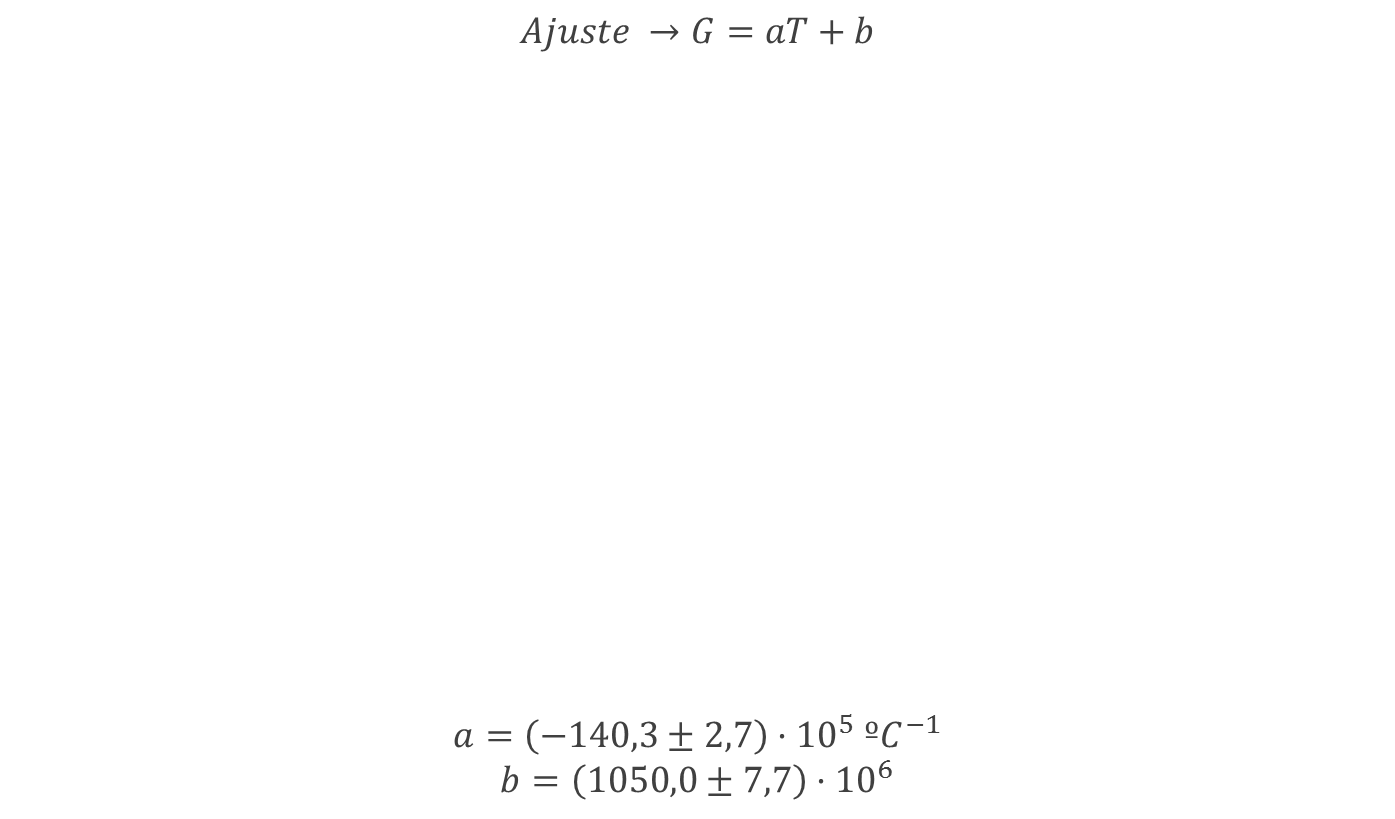 Ajuste → G = aT + b
a = (−140,3 ± 2,7) · 10⁵ ºC⁻¹
b = (1050,0 ± 7,7) · 10⁶